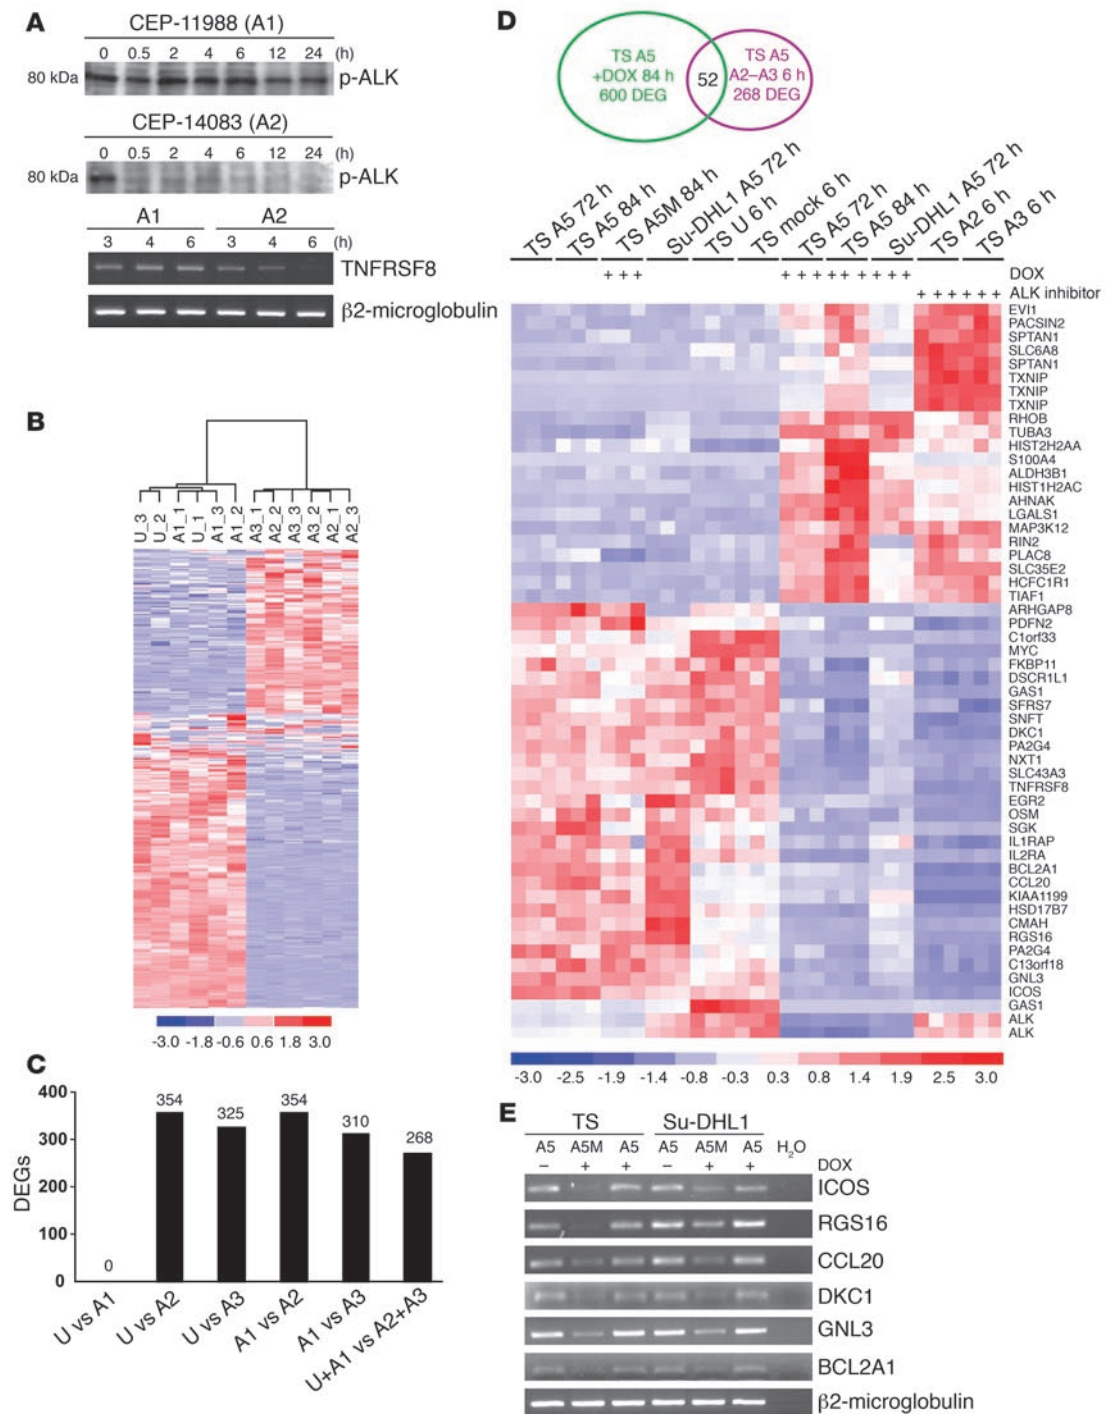 A
CEP-11988 (A1)
0 0.5 2 4 6 12 24 (h)
80 kDa p-ALK
CEP-14083 (A2)
0 0.5 2 4 6 12 24 (h)
80 kDa p-ALK
A1 A2
3 4 6 3 4 6 (h)
TNFRSF8
β2-microglobulin
B
U_3 U_2 A1_1 U_1 A1_3 A1_2 A3_1 A2_2 A3_3 A3_2 A2_1 A2_3
-3.0 -1.8 -0.6 0.6 1.8 3.0
C
DEGs
400
300
200
100
0
0 354 325 354 310 268
U vs A1
U vs A2
U vs A3
A1 vs A2
A1 vs A3
U+A1 vs A2+A3
D
TS A5
+DOX 84 h
600 DEG
52
TS A5
A2–A3 6 h
268 DEG
TS A5 72 h
TS A5 84 h
TS A5M 84 h
Su-DHL1 A5 72 h
TS U 6 h
TS mock 6 h
TS A5 72 h
TS A5 84 h
Su-DHL1 A5 72 h
TS A2 6 h
TS A3 6 h
+ + + + + + + + + + + + DOX
+ + + + + + ALK inhibitor
EVI1
PACSIN2
SPTAN1
SLC6A8
SPTAN1
TXNIP
TXNIP
TXNIP
RHOB
TUBA3
HIST2H2AA
S100A4
ALDH3B1
HIST1H2AC
AHNAK
LGALS1
MAP3K12
RIN2
PLAC8
SLC35E2
HCFC1R1
TIAF1
ARHGAP8
PDFN2
C1orf33
MYC
FKBP11
DSCR1L1
GAS1
SFRS7
SNFT
DKC1
PA2G4
NXT1
SLC43A3
TNFRSF8
EGR2
OSM
SGK
IL1RAP
IL2RA
BCL2A1
CCL20
KIAA1199
HSD17B7
CMAH
RGS16
PA2G4
C13orf18
GNL3
ICOS
GAS1
ALK
ALK
-3.0 -2.5 -1.9 -1.4 -0.8 -0.3 0.3 0.8 1.4 1.9 2.5 3.0
E
TS Su-DHL1
A5 A5M A5 A5 A5M A5 H2O
– + + – + + DOX
ICOS
RGS16
CCL20
DKC1
GNL3
BCL2A1
β2-microglobulin